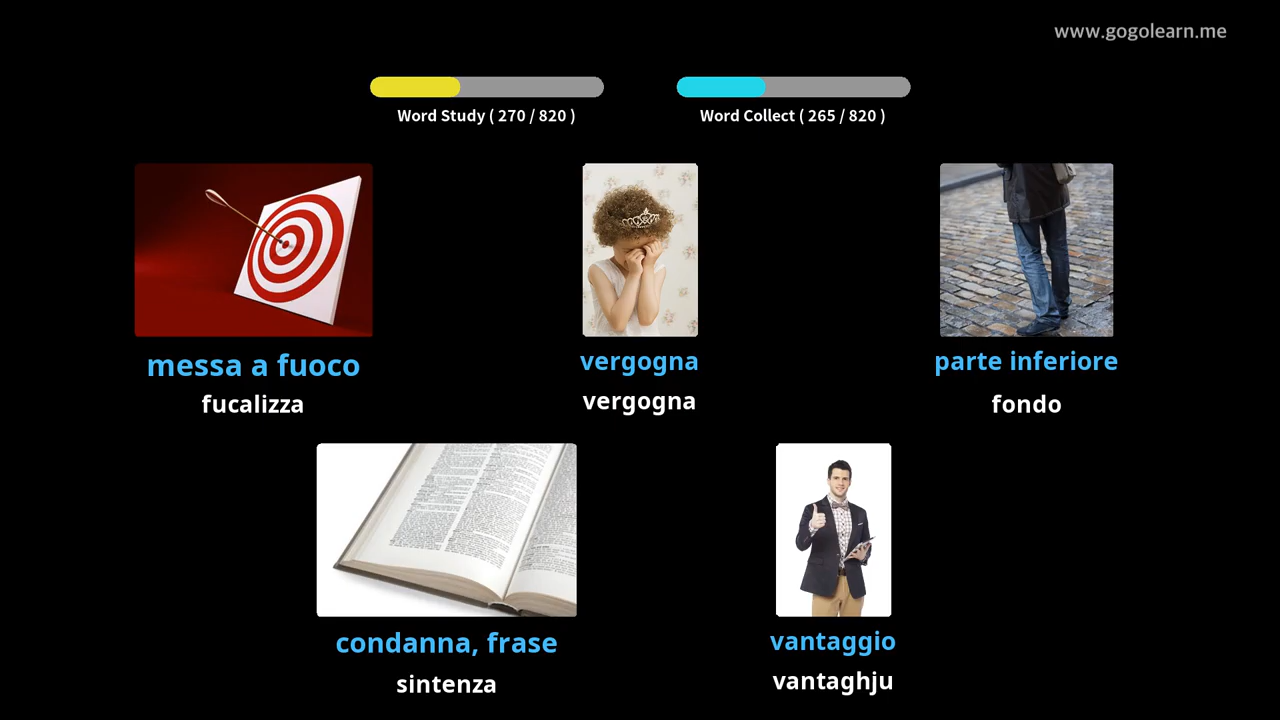 www.gogolearn.me
Word Study ( 270 / 820 )
Word Collect ( 265 / 820 )
messa a fuoco
fucalizza
vergogna
vergogna
parte inferiore
fondo
condanna, frase
sintenza
vantaggio
vantaghju